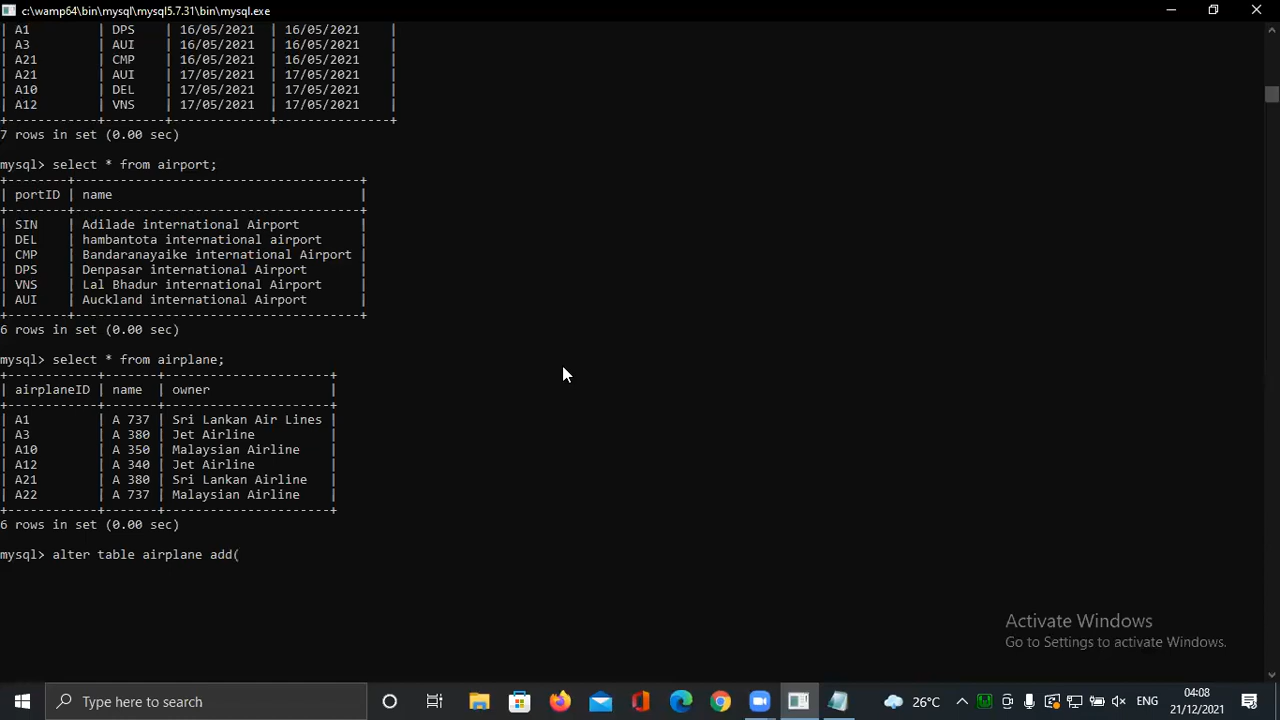 c:\wamp64\bin\mysql\mysql5.7.31\bin\mysql.exe
| A1         | DPS    | 16/05/2021  | 16/05/2021    |
| A3         | AUI    | 16/05/2021  | 16/05/2021    |
| A21        | CMP    | 16/05/2021  | 16/05/2021    |
| A21        | AUI    | 17/05/2021  | 17/05/2021    |
| A10        | DEL    | 17/05/2021  | 17/05/2021    |
| A12        | VNS    | 17/05/2021  | 17/05/2021    |
+------------+--------+-------------+---------------+
7 rows in set (0.00 sec)
mysql> select * from airport;
+--------+--------------------------------------+
| portID | name                                 |
+--------+--------------------------------------+
| SIN    | Adilade international Airport        |
| DEL    | hambantota international airport     |
| CMP    | Bandaranayaike international Airport |
| DPS    | Denpasar international Airport       |
| VNS    | Lal Bhadur international Airport     |
| AUI    | Auckland international Airport       |
+--------+--------------------------------------+
6 rows in set (0.00 sec)
mysql> select * from airplane;
+------------+-------+----------------------+
| airplaneID | name  | owner                |
+------------+-------+----------------------+
| A1         | A 737 | Sri Lankan Air Lines |
| A3         | A 380 | Jet Airline          |
| A10        | A 350 | Malaysian Airline    |
| A12        | A 340 | Jet Airline          |
| A21        | A 380 | Sri Lankan Airline   |
| A22        | A 737 | Malaysian Airline    |
+------------+-------+----------------------+
6 rows in set (0.00 sec)
mysql> alter table airplane add(
Activate Windows
Go to Settings to activate Windows.
Type here to search
26°C
ENG
04:08
21/12/2021